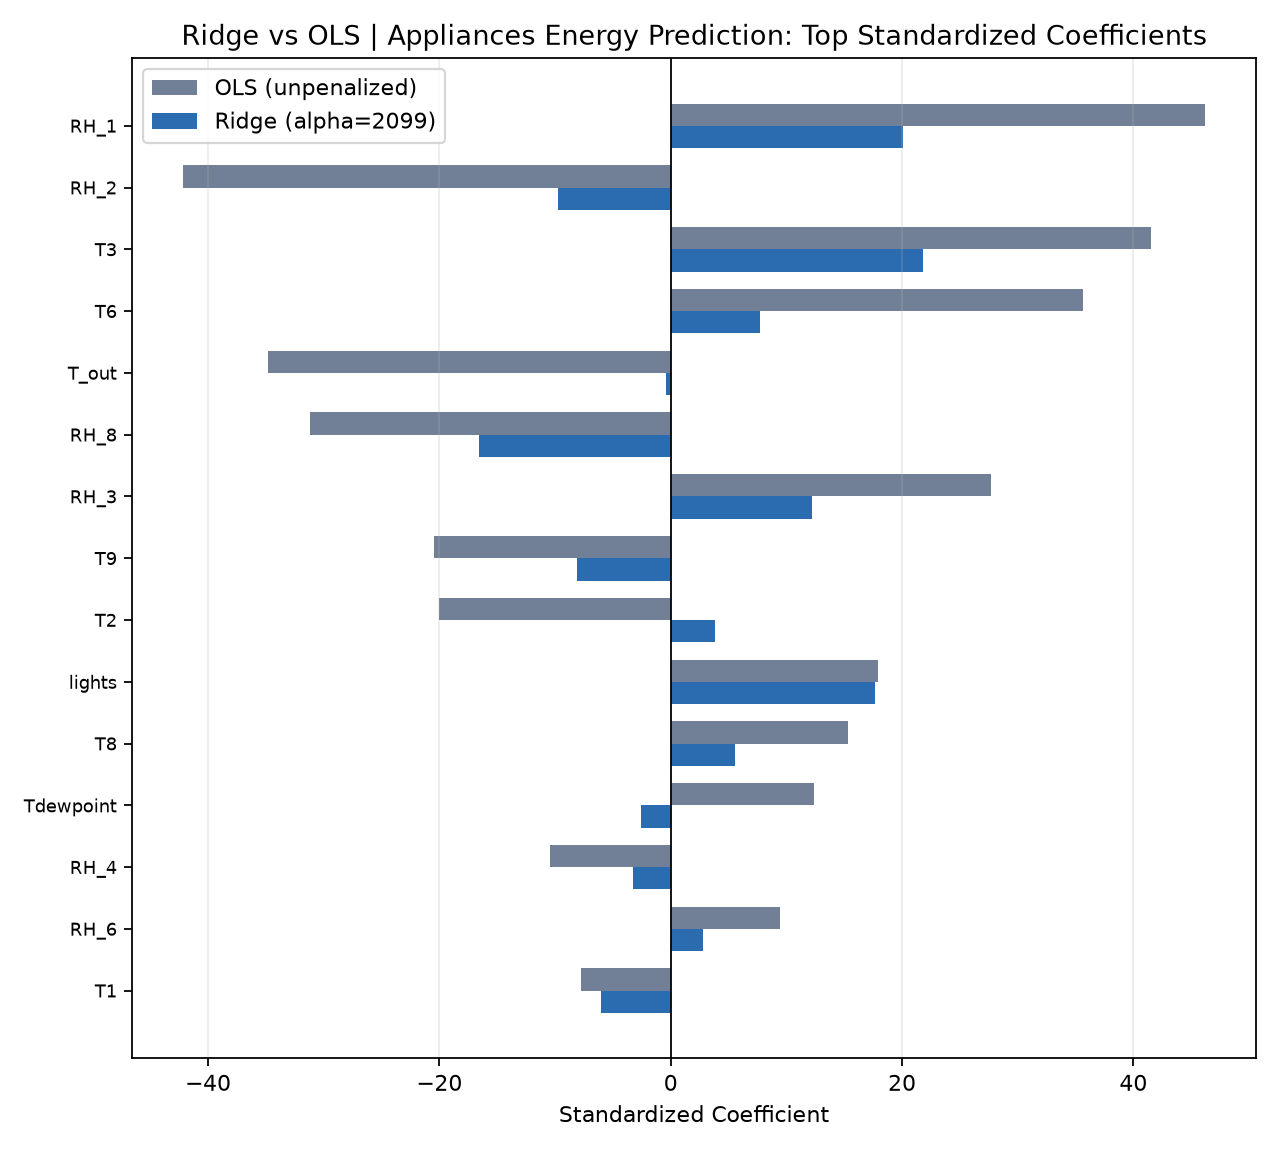 Ridge vs OLS | Appliances Energy Prediction: Top Standardized Coefficients
OLS (unpenalized)
Ridge (alpha=2099)
RH_1
RH_2
T3
T6
T_out
RH_8
RH_3
T9
T2
lights
T8
Tdewpoint
RH_4
RH_6
T1
−40
−20
0
20
40
Standardized Coefficient